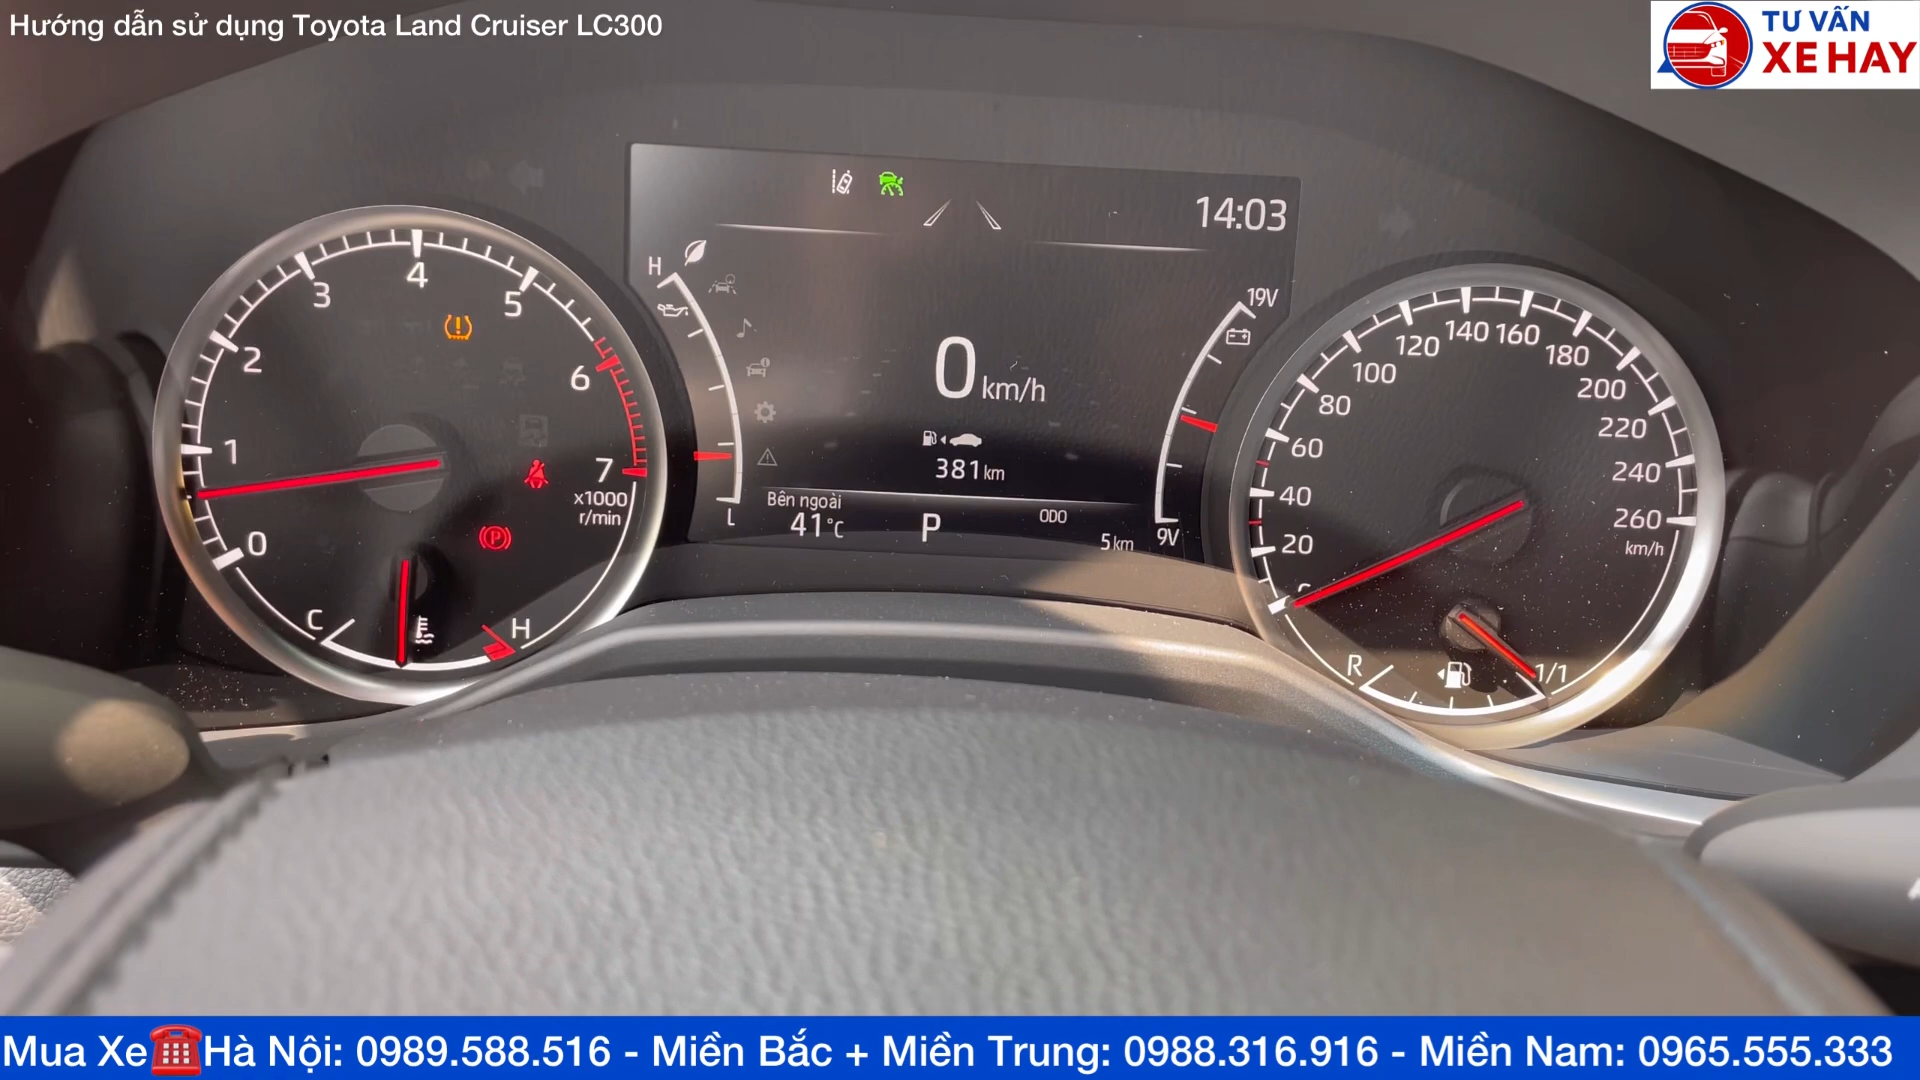 Hướng dẫn sử dụng Toyota Land Cruiser LC300
TƯ VẤN
XE HAY
14:03
H
19V
0 km/h
381 km
Bên ngoài
41°C
P
ODO
5 km
L
9V
0
1
2
3
4
5
6
7
x1000
r/min
P
C
H
20
40
60
80
100
120
140
160
180
200
220
240
260
km/h
R
1/1
Mua Xe☎️Hà Nội: 0989.588.516 - Miền Bắc + Miền Trung: 0988.316.916 - Miền Nam: 0965.555.333